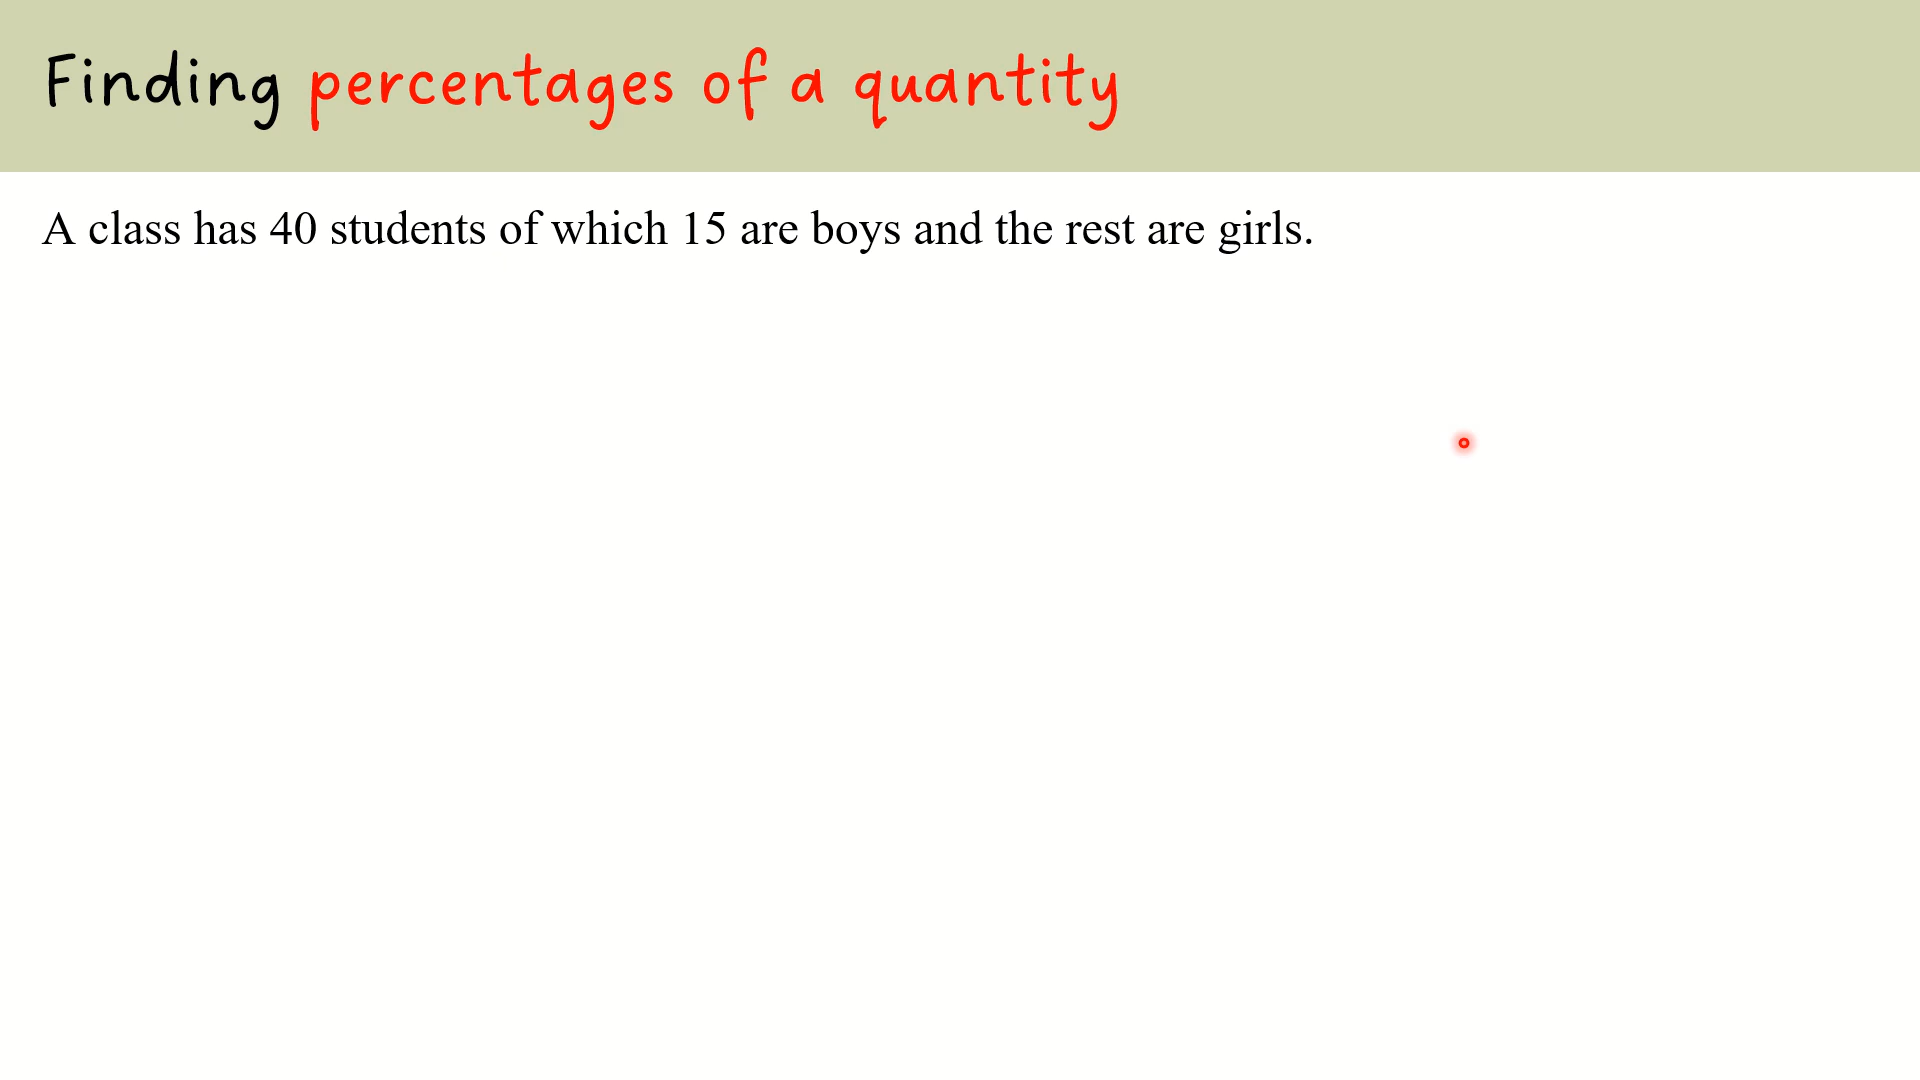 Finding percentages of a quantity
A class has 40 students of which 15 are boys and the rest are girls.